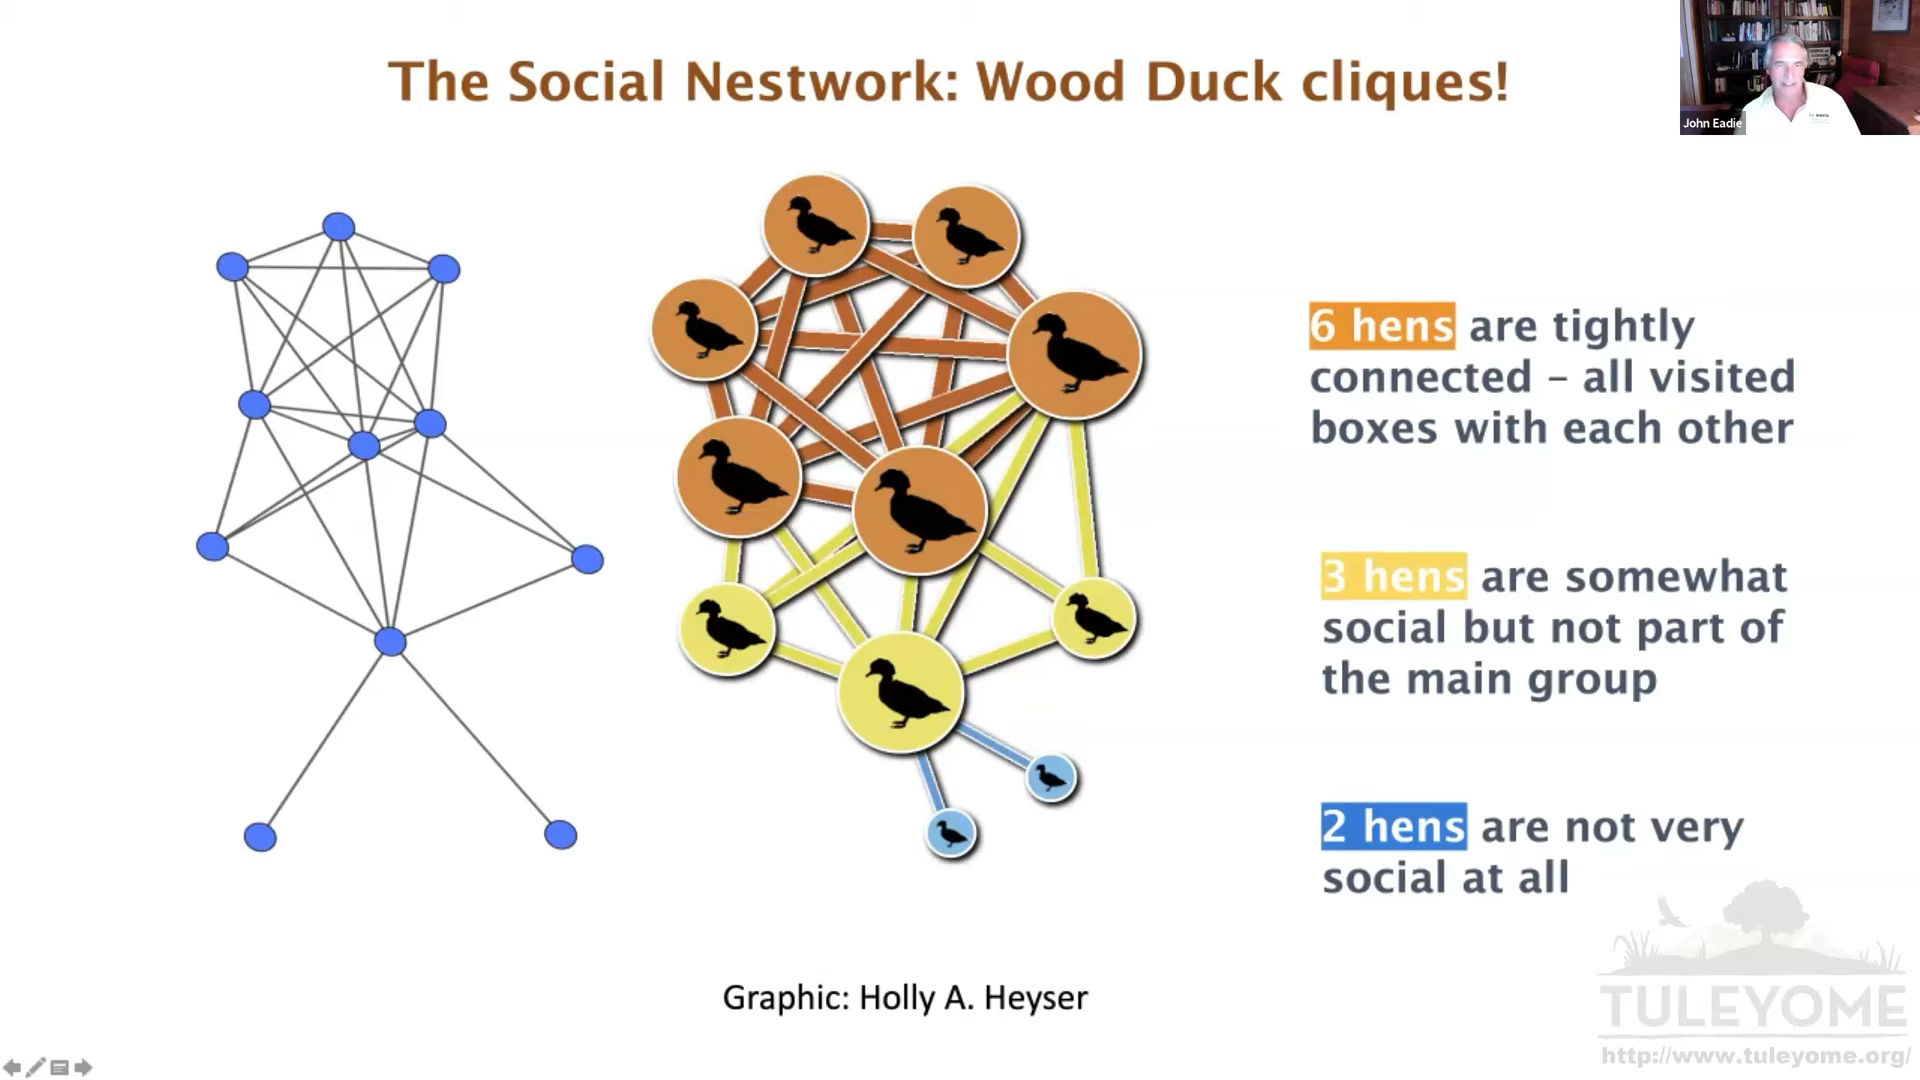 The Social Nestwork: Wood Duck cliques!
John Eadie
6 hens are tightly
connected – all visited
boxes with each other
3 hens are somewhat
social but not part of
the main group
2 hens are not very
social at all
Graphic: Holly A. Heyser
TULEYOME
http://www.tuleyome.org/